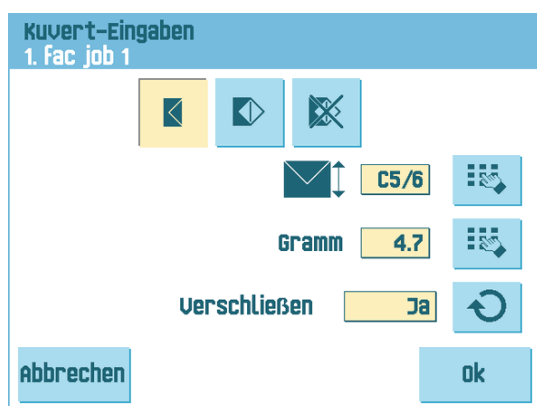 Kuvert-Eingaben
1. Fac job 1
C5/6
Gramm 4.7
Verschließen Ja
Abbrechen Ok